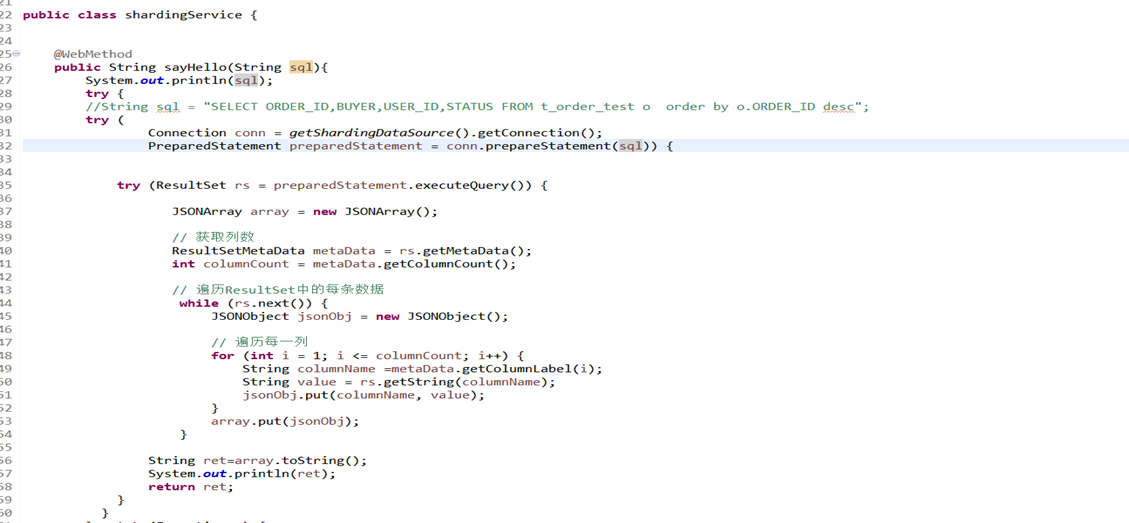 22 public class shardingService {
23
24
25 @WebMethod
26 public String sayHello(String sql){
27 System.out.println(sql);
28 try {
29 //String sql = "SELECT ORDER_ID,BUYER,USER_ID,STATUS FROM t_order_test o  order by o.ORDER_ID desc";
30 try (
31 Connection conn = getShardingDataSource().getConnection();
32 PreparedStatement preparedStatement = conn.prepareStatement(sql)) {
33
34
35 try (ResultSet rs = preparedStatement.executeQuery()) {
36
37 JSONArray array = new JSONArray();
38
39 // 获取列数
40 ResultSetMetaData metaData = rs.getMetaData();
41 int columnCount = metaData.getColumnCount();
42
43 // 遍历ResultSet中的每条数据
44 while (rs.next()) {
45 JSONObject jsonObj = new JSONObject();
46
47 // 遍历每一列
48 for (int i = 1; i <= columnCount; i++) {
49 String columnName =metaData.getColumnLabel(i);
50 String value = rs.getString(columnName);
51 jsonObj.put(columnName, value);
52 }
53 array.put(jsonObj);
54 }
55
56 String ret=array.toString();
57 System.out.println(ret);
58 return ret;
59 }
60 }